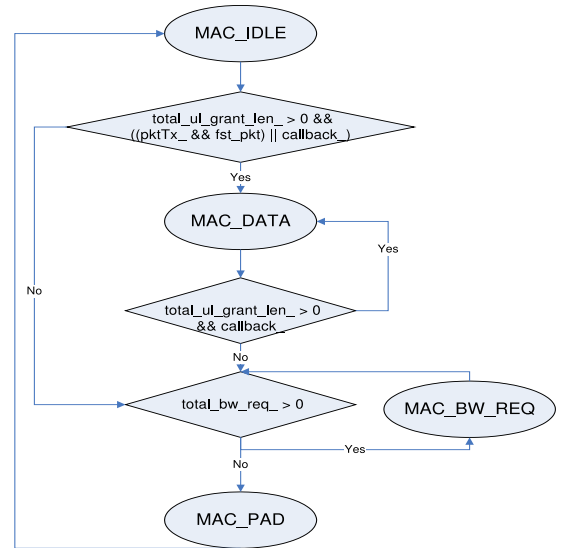 MAC_IDLE
total_ul_grant_len_ > 0 &&
((pktTx_ && fst_pkt) || callback_)
Yes
MAC_DATA
Yes
No
total_ul_grant_len_ > 0
&& callback_
No
total_bw_req_ > 0
MAC_BW_REQ
Yes
No
MAC_PAD